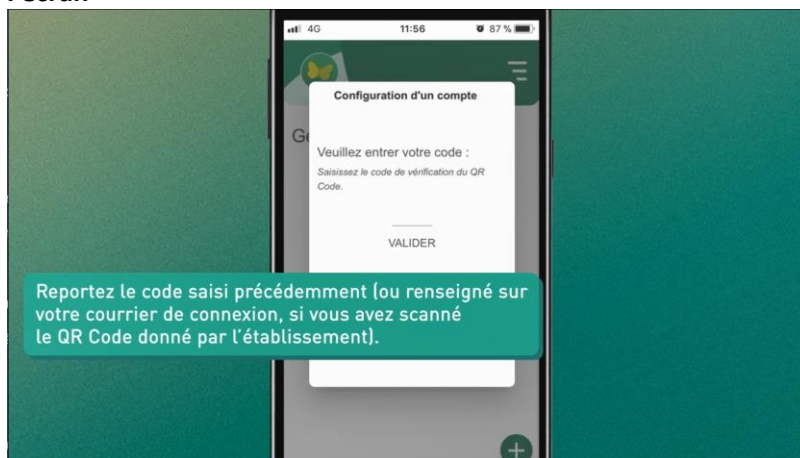 4G 11:56 87 %
Configuration d'un compte
Veuillez entrer votre code :
Saisissez le code de vérification du QR
Code.
VALIDER
Reportez le code saisi précédemment (ou renseigné sur
votre courrier de connexion, si vous avez scanné
le QR Code donné par l'établissement).